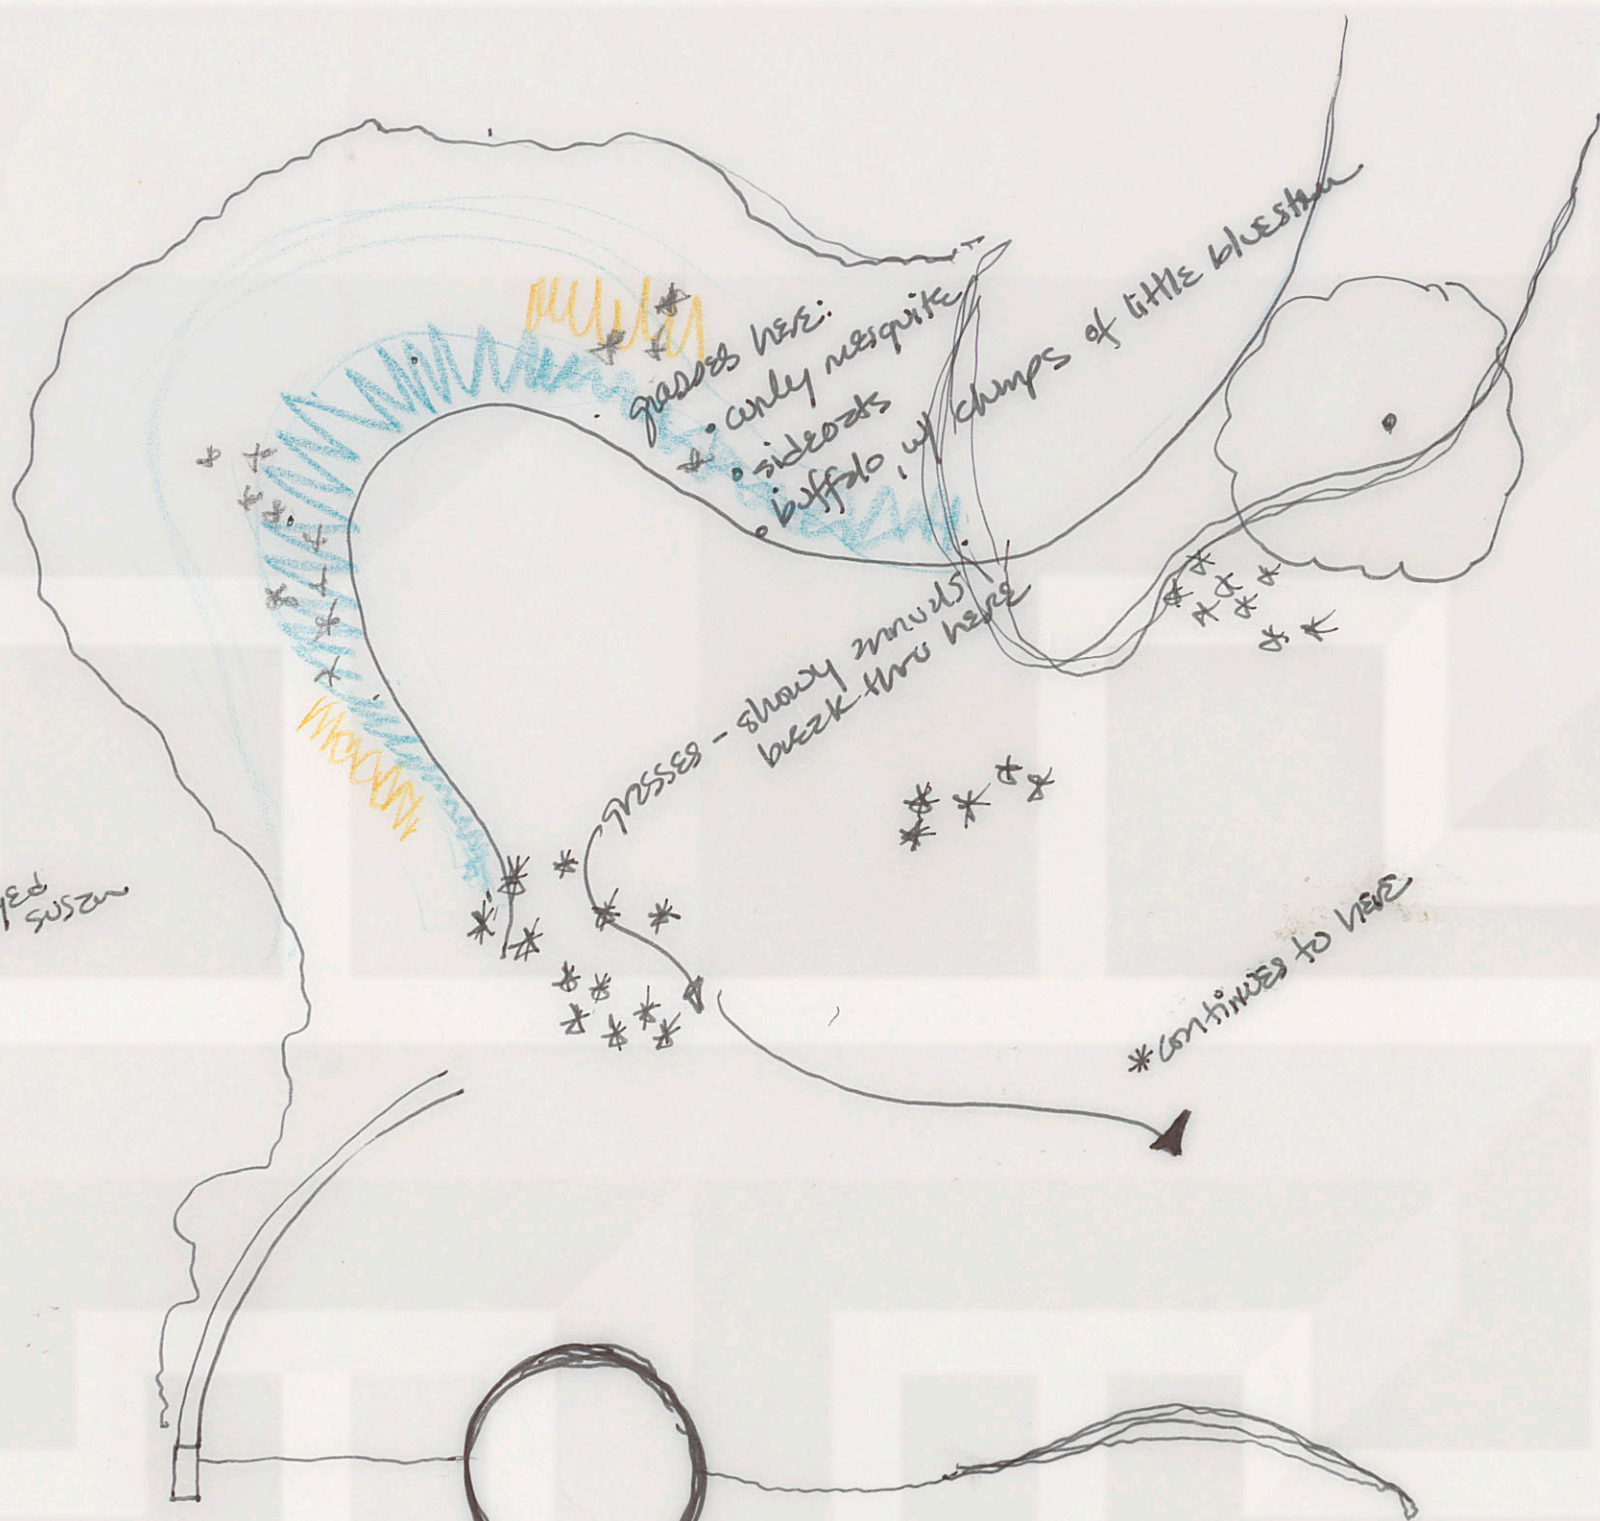 grasses here:
• curly mesquite
• sideoats
• buffalo, w/ clumps of little bluestem
grasses - showy annuals
break thru here
susan
*continues to here